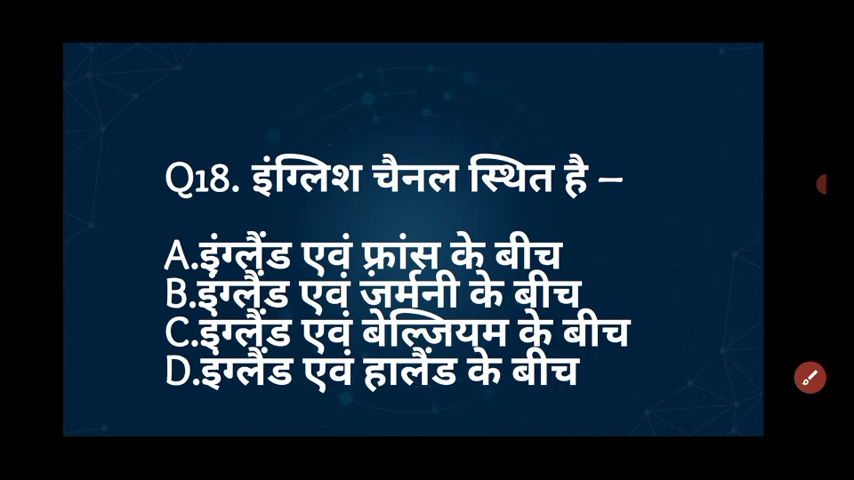 Q18. इंग्लिश चैनल स्थित है –
A.इंग्लैंड एवं फ़्रांस के बीच
B.इंग्लैंड एवं जर्मनी के बीच
C.इंग्लैंड एवं बेल्जियम के बीच
D.इंग्लैंड एवं हालैंड के बीच